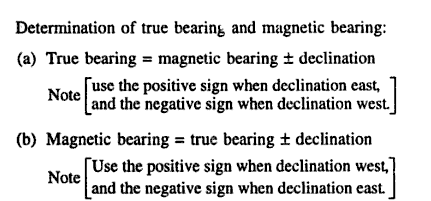 Determination of true bearing and magnetic bearing:
(a) True bearing = magnetic bearing ± declination
Note [use the positive sign when declination east,
and the negative sign when declination west.]
(b) Magnetic bearing = true bearing ± declination
Note [Use the positive sign when declination west,
and the negative sign when declination east.]